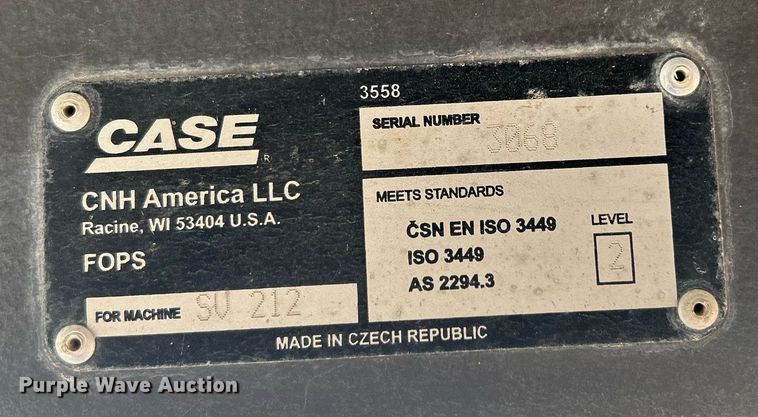 3558
CASE
®
CNH America LLC
Racine, WI 53404 U.S.A.
FOPS
FOR MACHINE SV 212
SERIAL NUMBER
3068
MEETS STANDARDS
ČSN EN ISO 3449
ISO 3449
AS 2294.3
LEVEL
2
MADE IN CZECH REPUBLIC
Purple Wave Auction